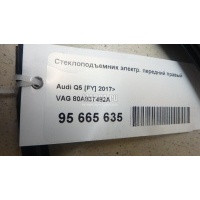 Стеклоподъемник электр. передний правый
Audi Q5 [FY] 2017>
VAG 80A837462A
95 665 635